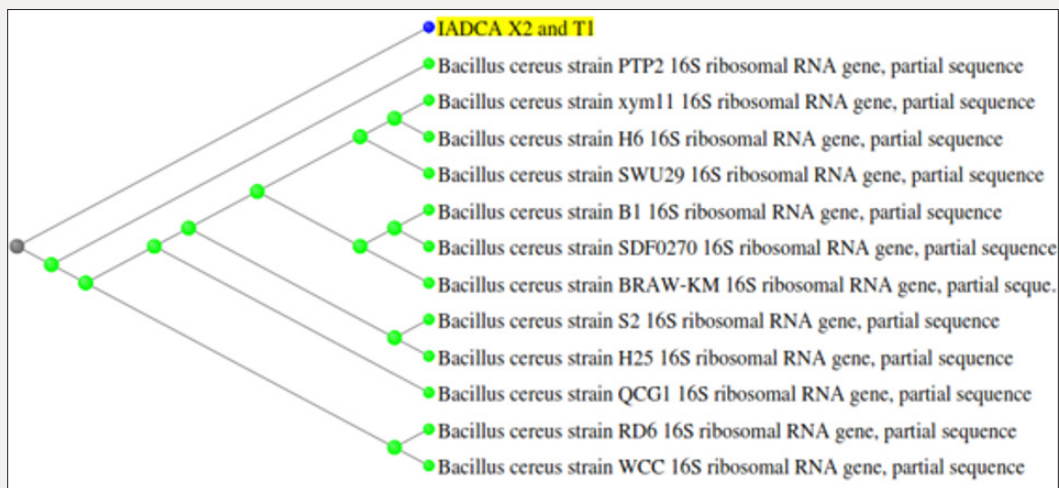 IADCA X2 and T1
Bacillus cereus strain PTP2 16S ribosomal RNA gene, partial sequence
Bacillus cereus strain xym11 16S ribosomal RNA gene, partial sequence
Bacillus cereus strain H6 16S ribosomal RNA gene, partial sequence
Bacillus cereus strain SWU29 16S ribosomal RNA gene, partial sequence
Bacillus cereus strain B1 16S ribosomal RNA gene, partial sequence
Bacillus cereus strain SDF0270 16S ribosomal RNA gene, partial sequence
Bacillus cereus strain BRAW-KM 16S ribosomal RNA gene, partial seque.
Bacillus cereus strain S2 16S ribosomal RNA gene, partial sequence
Bacillus cereus strain H25 16S ribosomal RNA gene, partial sequence
Bacillus cereus strain QCG1 16S ribosomal RNA gene, partial sequence
Bacillus cereus strain RD6 16S ribosomal RNA gene, partial sequence
Bacillus cereus strain WCC 16S ribosomal RNA gene, partial sequence